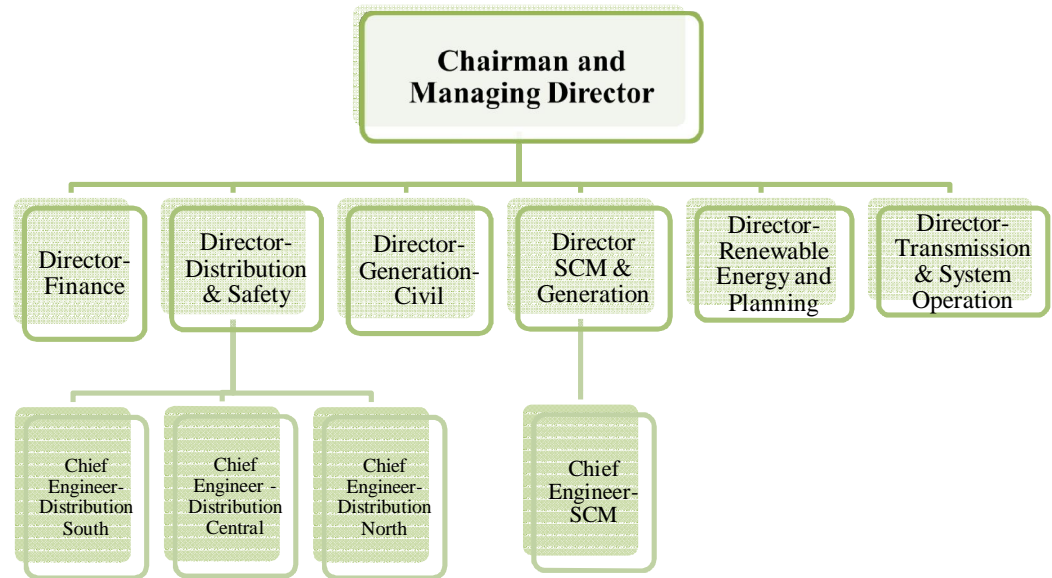 Chairman and
Managing Director
Director-
Finance
Director-
Distribution
& Safety
Director-
Generation-
Civil
Director
SCM &
Generation
Director-
Renewable
Energy and
Planning
Director-
Transmission
& System
Operation
Chief
Engineer-
Distribution
South
Chief
Engineer -
Distribution
Central
Chief
Engineer-
Distribution
North
Chief
Engineer-
SCM